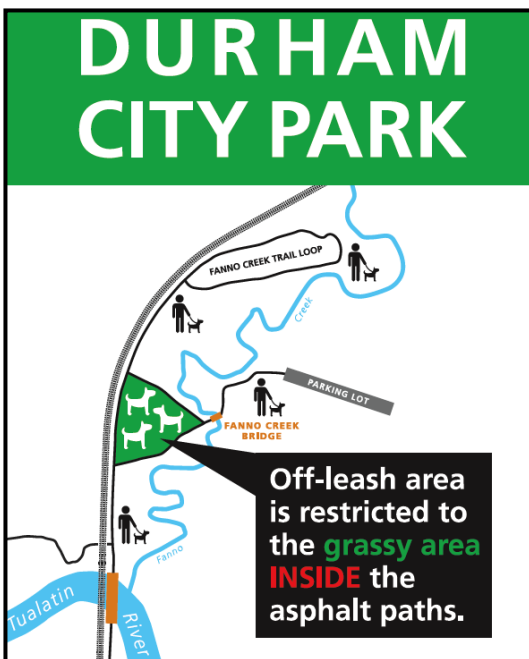 DURHAM
CITY PARK
FANNO CREEK TRAIL LOOP
Creek
PARKING LOT
FANNO CREEK
BRIDGE
Off-leash area
is restricted to
the grassy area
INSIDE the
asphalt paths.
Fanno
Tualatin
River